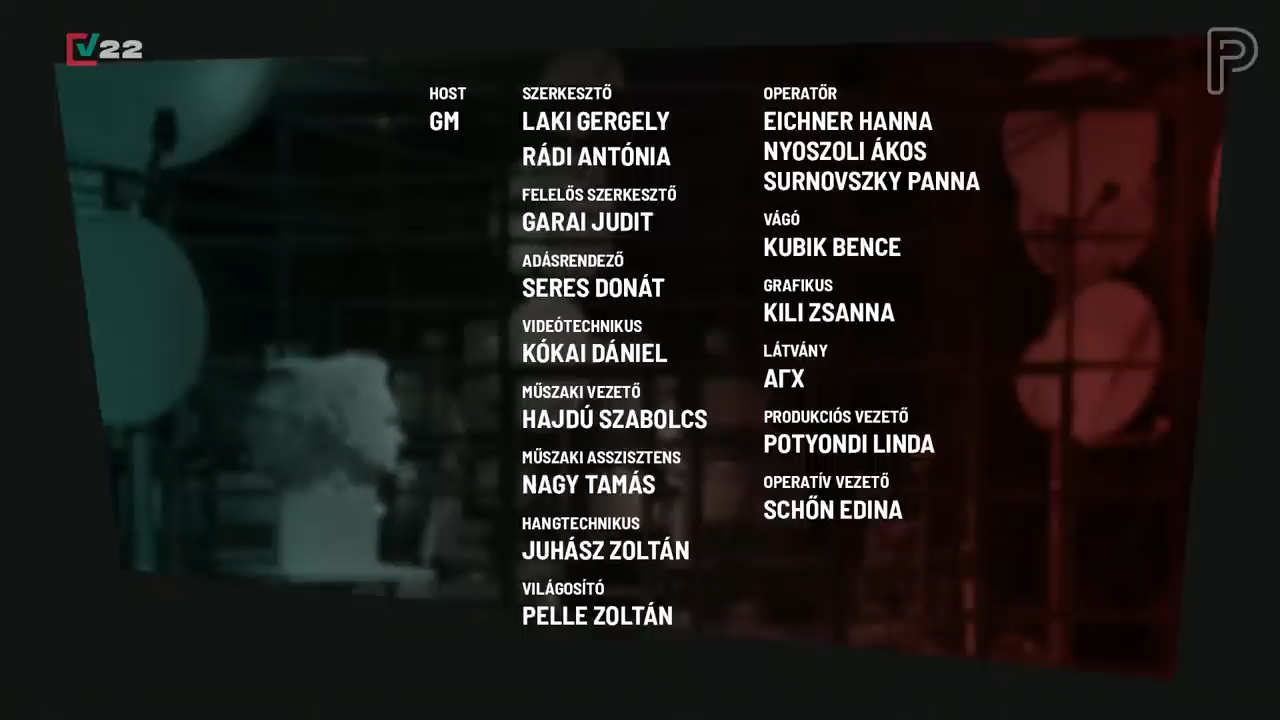 V22
P
HOST
GM
SZERKESZTŐ
LAKI GERGELY
RÁDI ANTÓNIA
FELELŐS SZERKESZTŐ
GARAI JUDIT
ADÁSRENDEZŐ
SERES DONÁT
VIDEÓTECHNIKUS
KÓKAI DÁNIEL
MŰSZAKI VEZETŐ
HAJDÚ SZABOLCS
MŰSZAKI ASSZISZTENS
NAGY TAMÁS
HANGTECHNIKUS
JUHÁSZ ZOLTÁN
VILÁGOSÍTÓ
PELLE ZOLTÁN
OPERATŐR
EICHNER HANNA
NYOSZOLI ÁKOS
SURNOVSZKY PANNA
VÁGÓ
KUBIK BENCE
GRAFIKUS
KILI ZSANNA
LÁTVÁNY
АГХ
PRODUKCIÓS VEZETŐ
POTYONDI LINDA
OPERATÍV VEZETŐ
SCHŐN EDINA